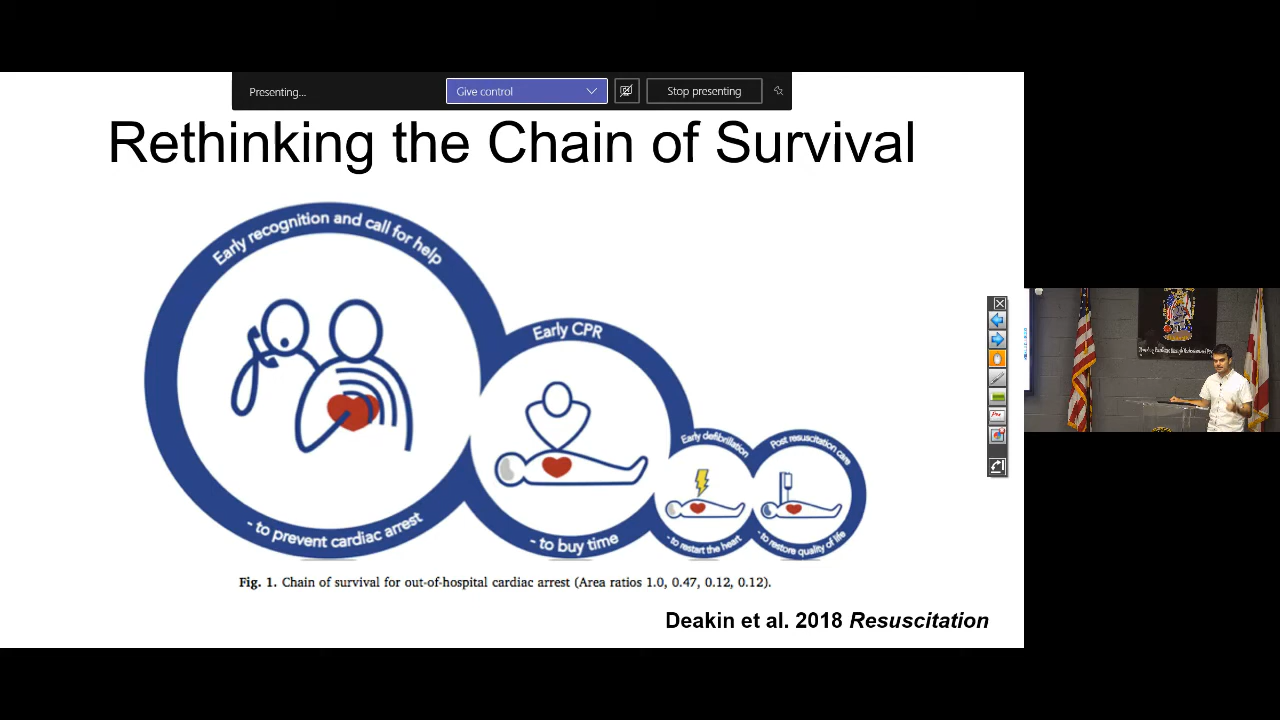 Presenting...
Give control
Stop presenting
Rethinking the Chain of Survival
Early recognition and call for help
- to prevent cardiac arrest
Early CPR
- to buy time
Early defibrillation
- to restart the heart
Post resuscitation care
- to restore quality of life
Fig. 1. Chain of survival for out-of-hospital cardiac arrest (Area ratios 1.0, 0.47, 0.12, 0.12).
Deakin et al. 2018 Resuscitation